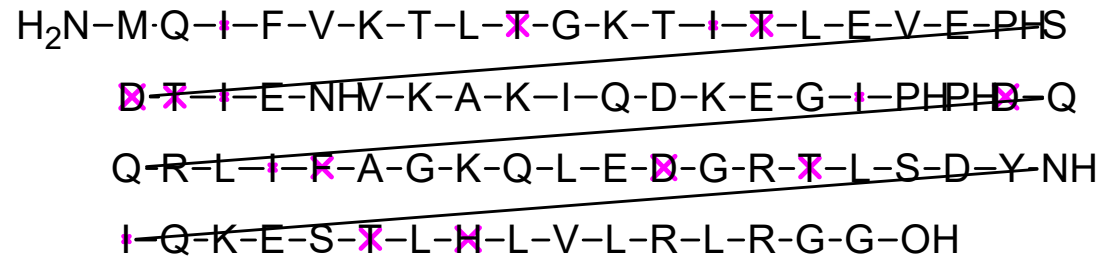 H₂N–M·Q–I–F–V–K–T–L–T–G–K–T–I–T–L–E–V–E–PHS
D–T–I–E–NHV–K–A–K–I–Q–D–K–E–G–I–PHPHD–Q
Q–R–L–I–F–A–G–K–Q–L–E–D–G–R–T–L–S–D–Y–NH
I–Q–K–E–S–T–L–H–L–V–L–R–L–R–G–G–OH